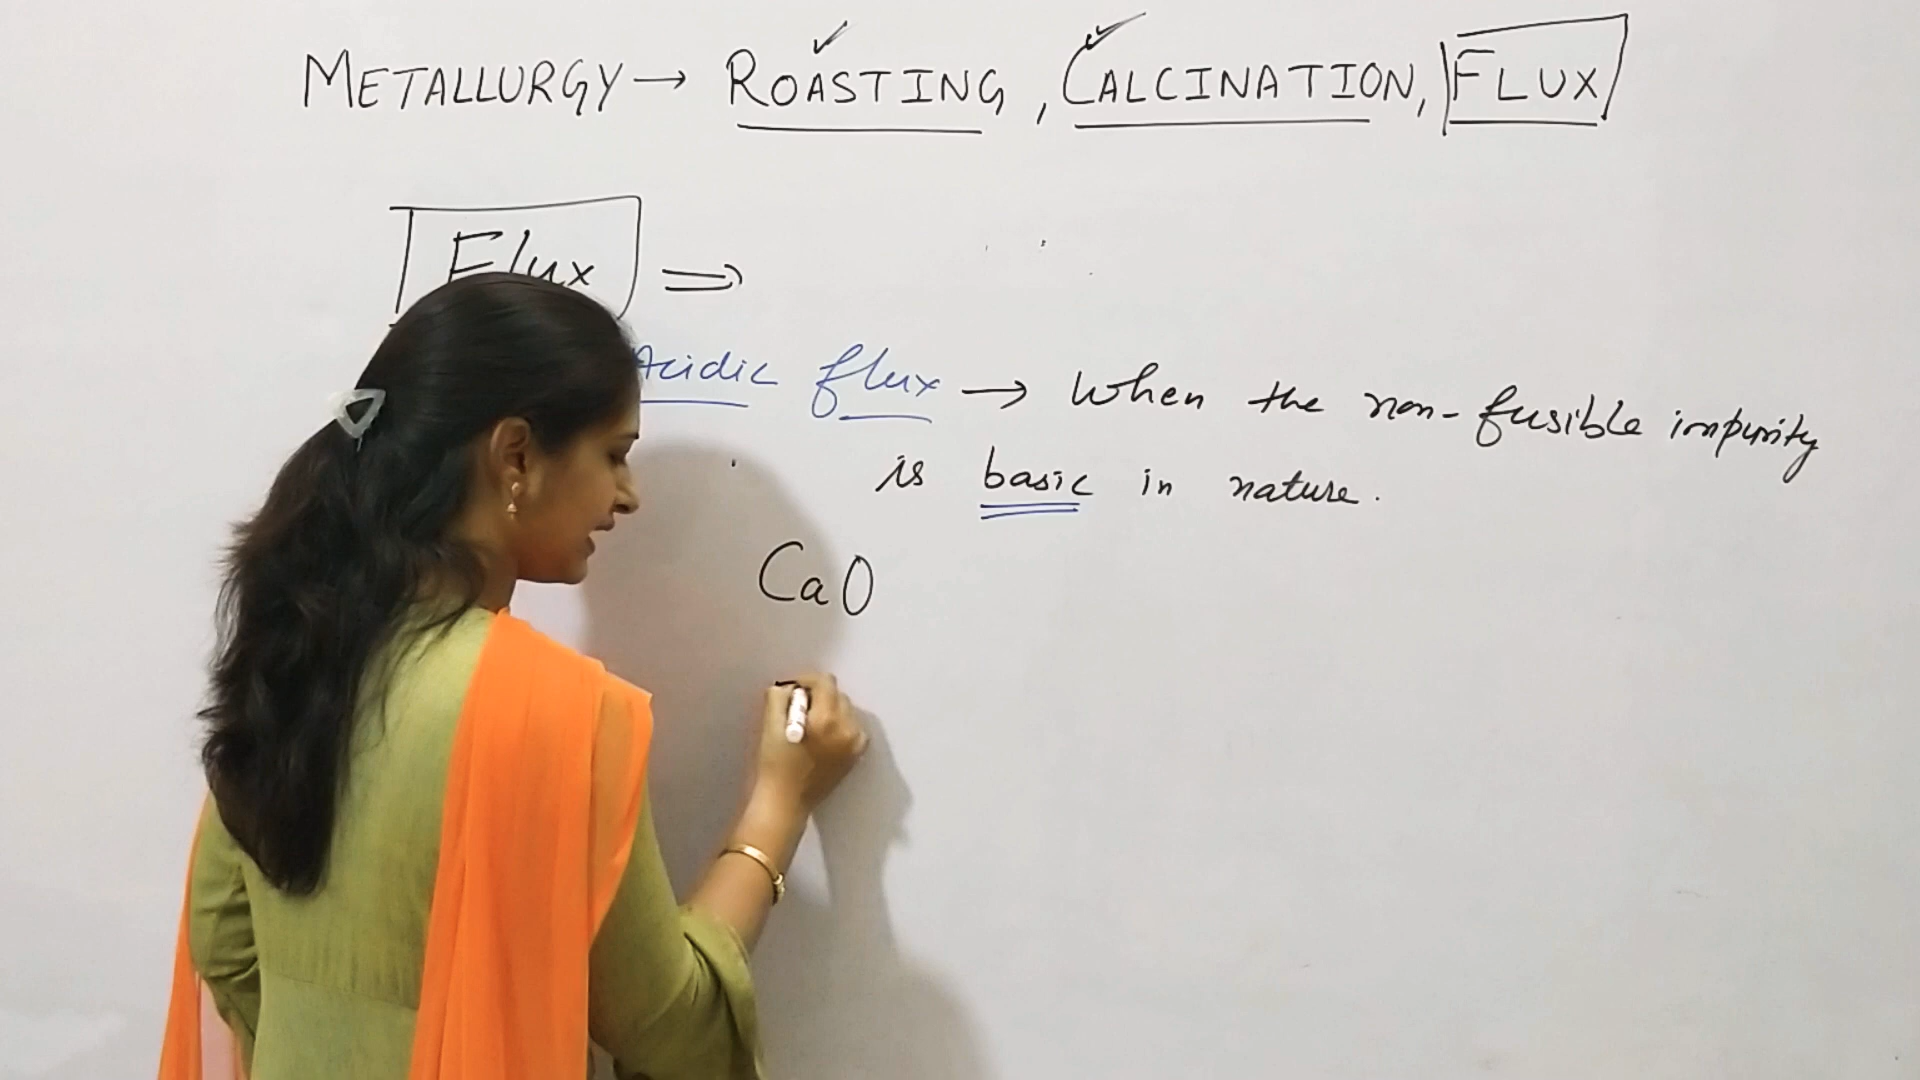 METALLURGY → ROASTING, CALCINATION, FLUX
Flux ⇒
Acidic flux → When the non-fusible impurity
is basic in nature.
CaO